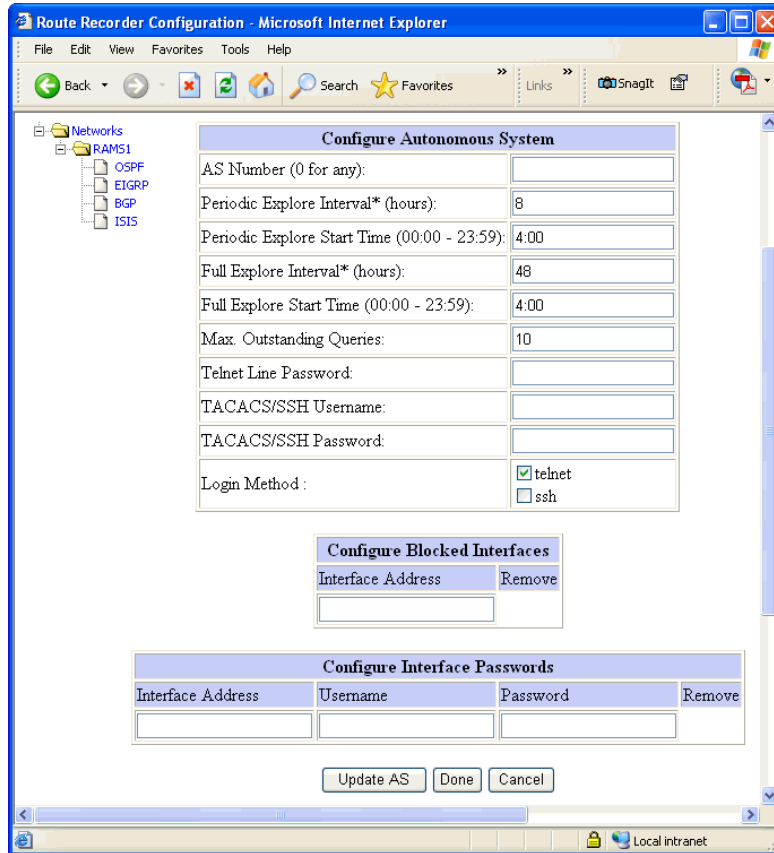 Route Recorder Configuration - Microsoft Internet Explorer
File Edit View Favorites Tools Help
Back Search Favorites » Links » SnagIt
Networks
RAMS1
OSPF
EIGRP
BGP
ISIS
Configure Autonomous System
AS Number (0 for any):
Periodic Explore Interval* (hours): 8
Periodic Explore Start Time (00:00 - 23:59): 4:00
Full Explore Interval* (hours): 48
Full Explore Start Time (00:00 - 23:59): 4:00
Max. Outstanding Queries: 10
Telnet Line Password:
TACACS/SSH Username:
TACACS/SSH Password:
Login Method : telnet
ssh
Configure Blocked Interfaces
Interface Address Remove
Configure Interface Passwords
Interface Address Username Password Remove
Update AS Done Cancel
Local intranet